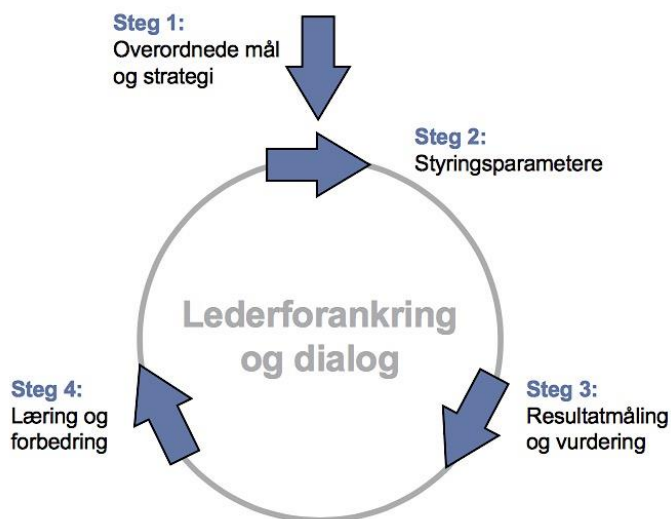 Steg 1:
Overordnede mål
og strategi
Steg 2:
Styringsparametere
Lederforankring
og dialog
Steg 3:
Resultatmåling
og vurdering
Steg 4:
Læring og
forbedring